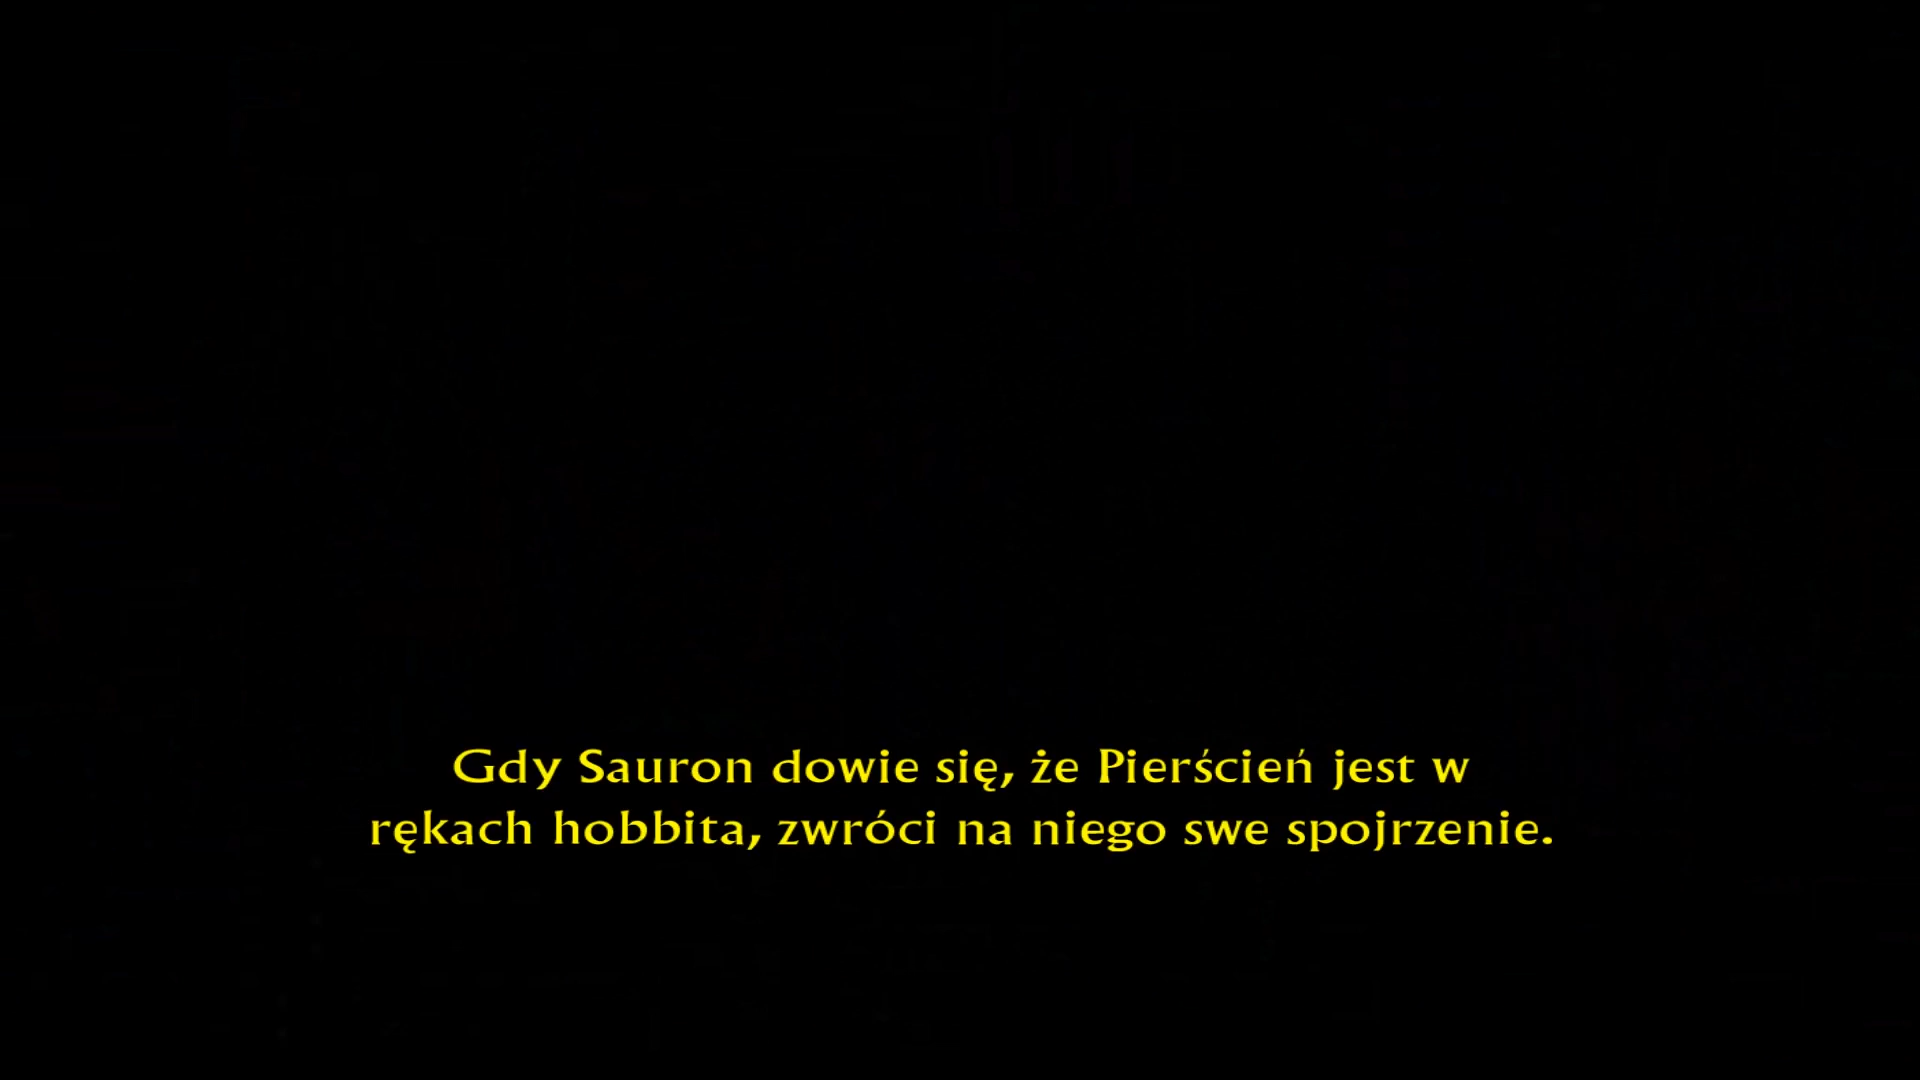 Gdy Sauron dowie się, że Pierścień jest w
rękach hobbita, zwróci na niego swe spojrzenie.